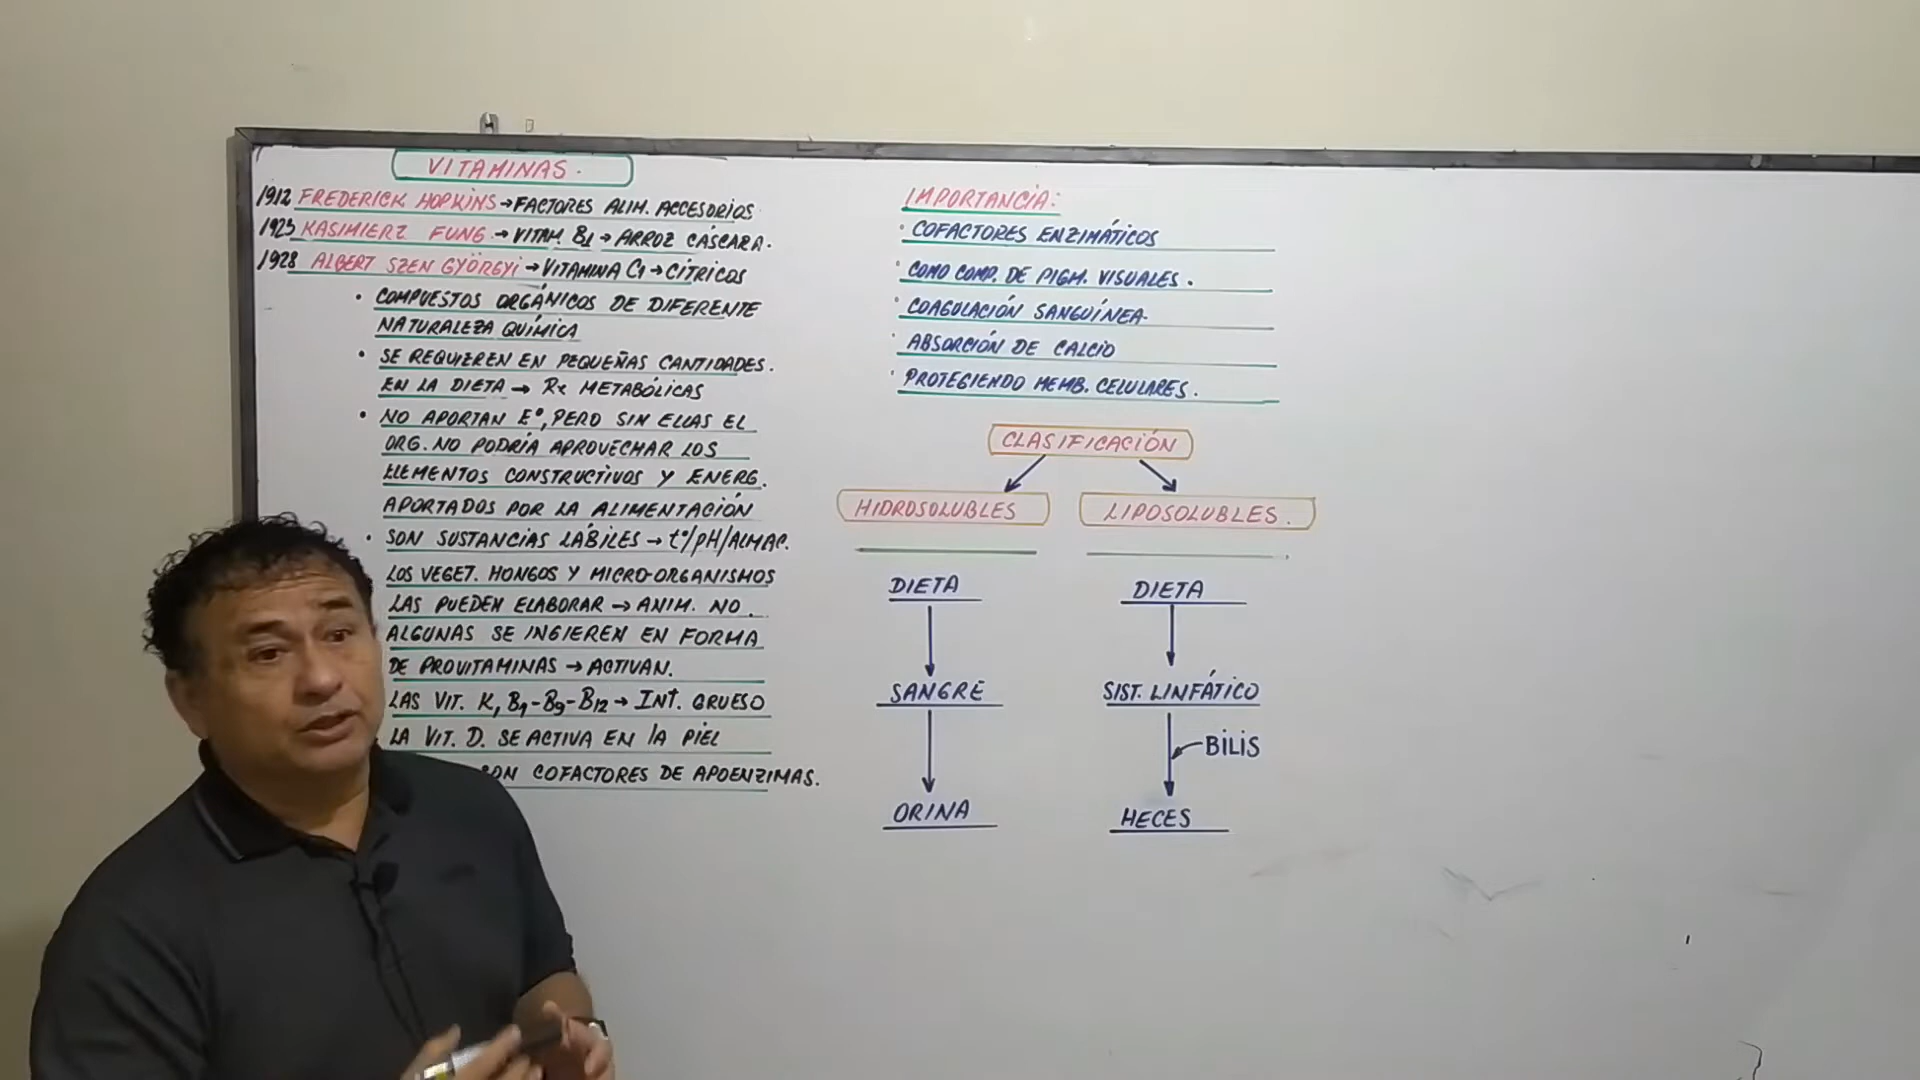 VITAMINAS.
1912 FREDERICK HOPKINS→FACTORES ALIM. ACCESORIOS
1923 KASIMIERZ FUNG.→VITAM. B1→ARROZ CÁSCARA.
1928 ALBERT SZEN GYÖRGYI→VITAMINA C1→CÍTRICOS
• COMPUESTOS ORGÁNICOS DE DIFERENTE
NATURALEZA QUÍMICA
• SE REQUIEREN EN PEQUEÑAS CANTIDADES.
EN LA DIETA → Rx METABÓLICAS
• NO APORTAN Eº, PERO SIN ELLAS EL
ORG. NO PODRÍA APROVECHAR LOS
ELEMENTOS CONSTRUCTIVOS Y ENERG.
APORTADOS POR LA ALIMENTACIÓN
• SON SUSTANCIAS LÁBILES → tº/pH/ALMAC.
LOS VEGET. HONGOS Y MICRO-ORGANISMOS
LAS PUEDEN ELABORAR → ANIM. NO.
ALGUNAS SE INGIEREN EN FORMA
DE PROVITAMINAS → ACTIVAN.
LAS VIT. K, B1-B9-B12 → INT. GRUESO
LA VIT. D. SE ACTIVA EN LA PIEL
SON COFACTORES DE APOENZIMAS.
IMPORTANCIA:
• COFACTORES ENZIMÁTICOS
• COMO COMP. DE PIGM. VISUALES.
• COAGULACIÓN SANGUÍNEA.
• ABSORCIÓN DE CALCIO
• PROTEGIENDO MEMB. CELULARES.
CLASIFICACIÓN
HIDROSOLUBLES LIPOSOLUBLES.
DIETA DIETA
SANGRE SIST. LINFÁTICO
BILIS
ORINA HECES